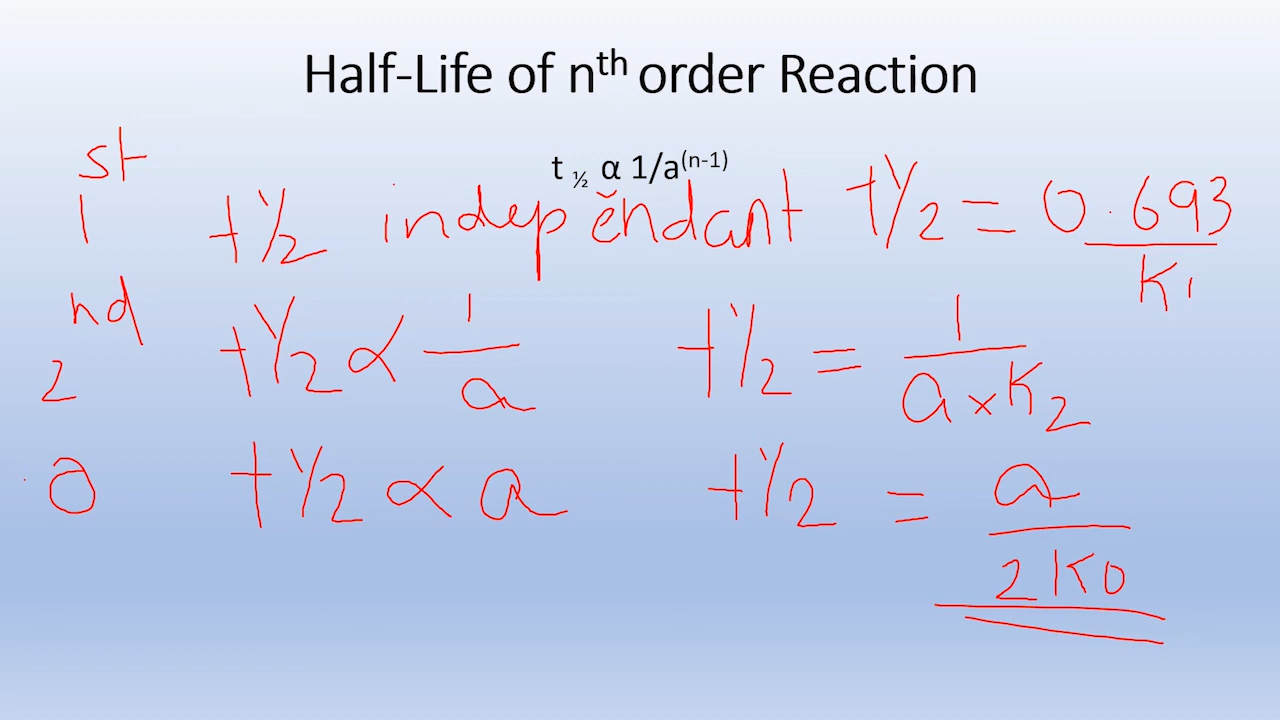 Half-Life of nth order Reaction
t ½ α 1/a(n-1)
1st t½ independant t½ = 0.693/K1
2nd t½ ∝ 1/a t½ = 1/a×K2
0 t½ ∝ a t½ = a/2K0